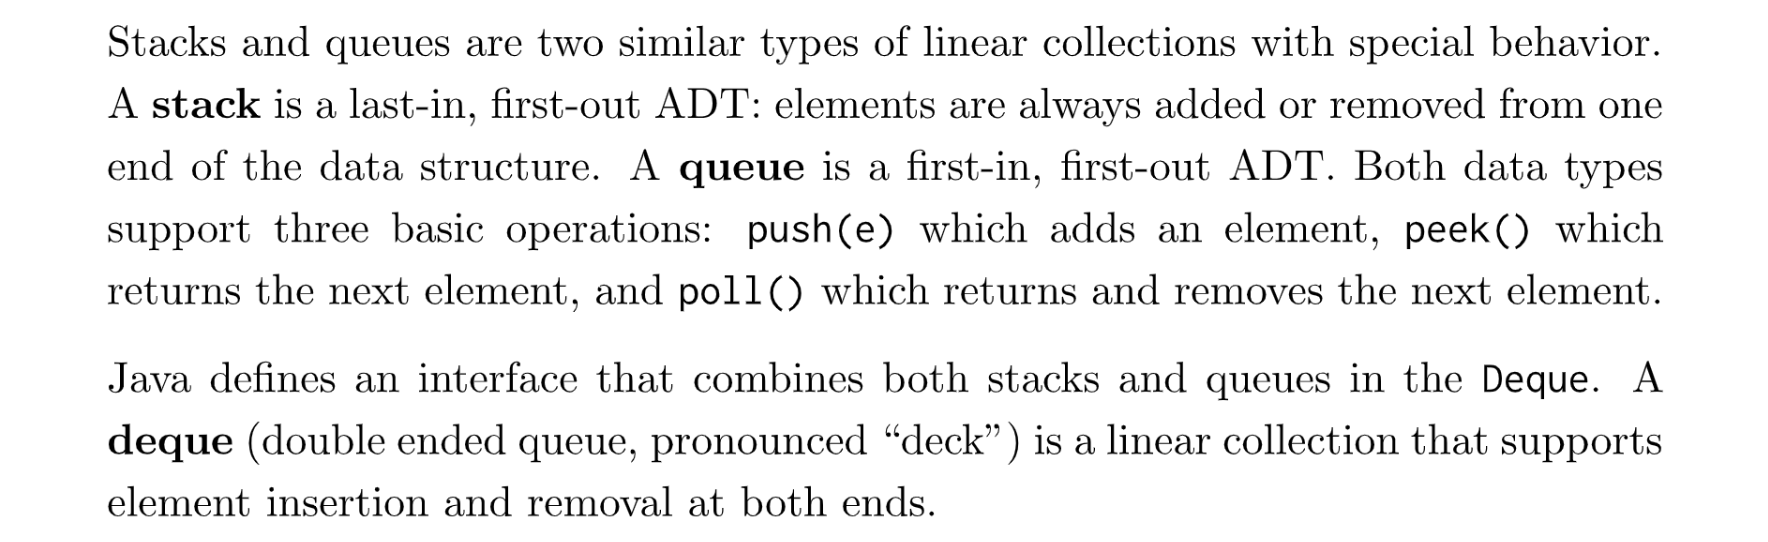 Stacks and queues are two similar types of linear collections with special behavior.
A stack is a last-in, first-out ADT: elements are always added or removed from one
end of the data structure. A queue is a first-in, first-out ADT. Both data types
support three basic operations: push(e) which adds an element, peek() which
returns the next element, and poll() which returns and removes the next element.
Java defines an interface that combines both stacks and queues in the Deque. A
deque (double ended queue, pronounced “deck”) is a linear collection that supports
element insertion and removal at both ends.